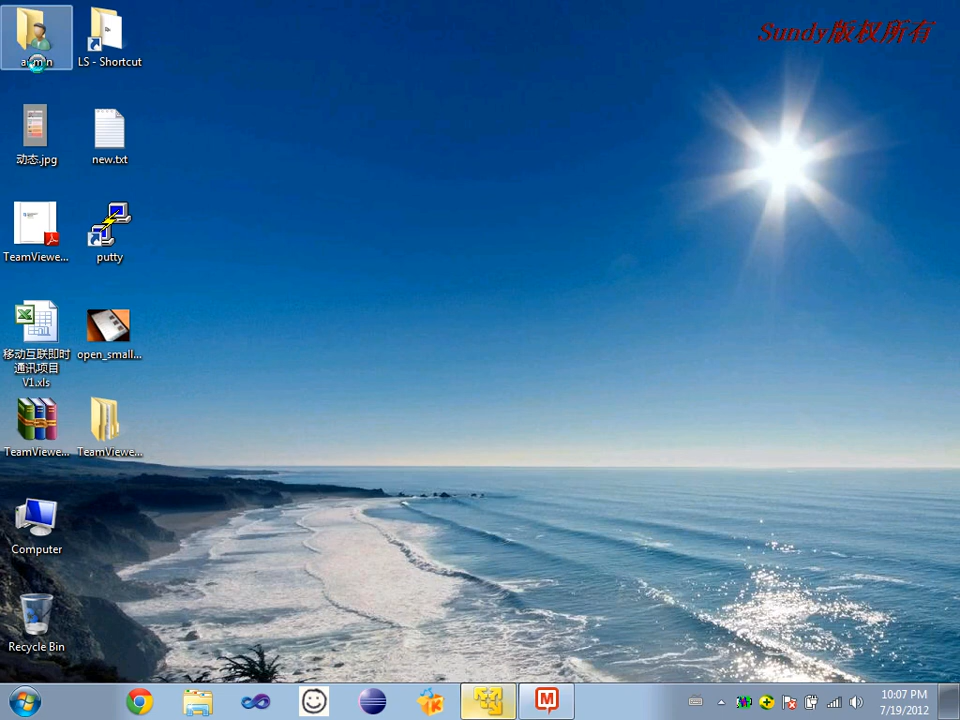 Sundy版权所有
admin
LS - Shortcut
动态.jpg
new.txt
TeamViewe...
putty
移动互联即时
通讯项目
V1.xls
open_small...
TeamViewe...
TeamViewe...
Computer
Recycle Bin
10:07 PM
7/19/2012